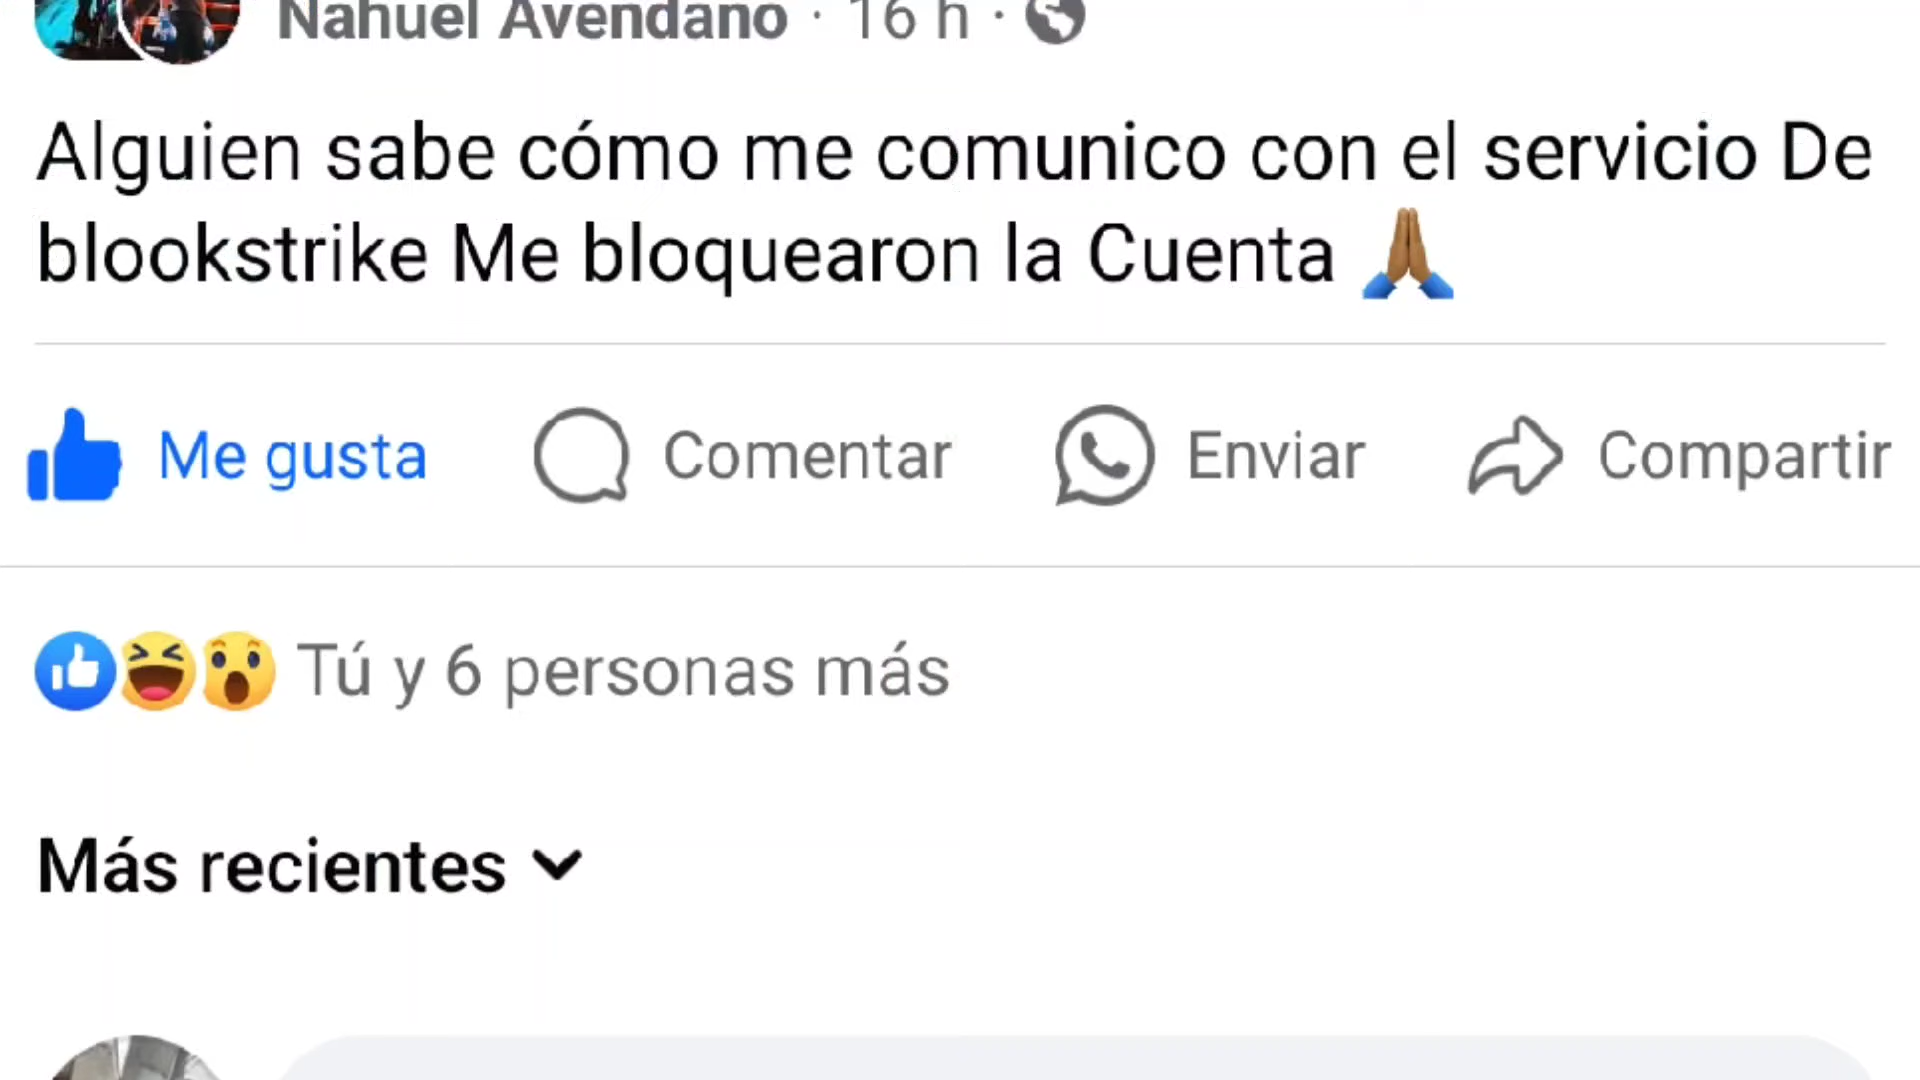 Nahuel Avendano · 16 h ·
Alguien sabe cómo me comunico con el servicio De
blookstrike Me bloquearon la Cuenta 🙏🏾
Me gusta Comentar Enviar Compartir
Tú y 6 personas más
Más recientes